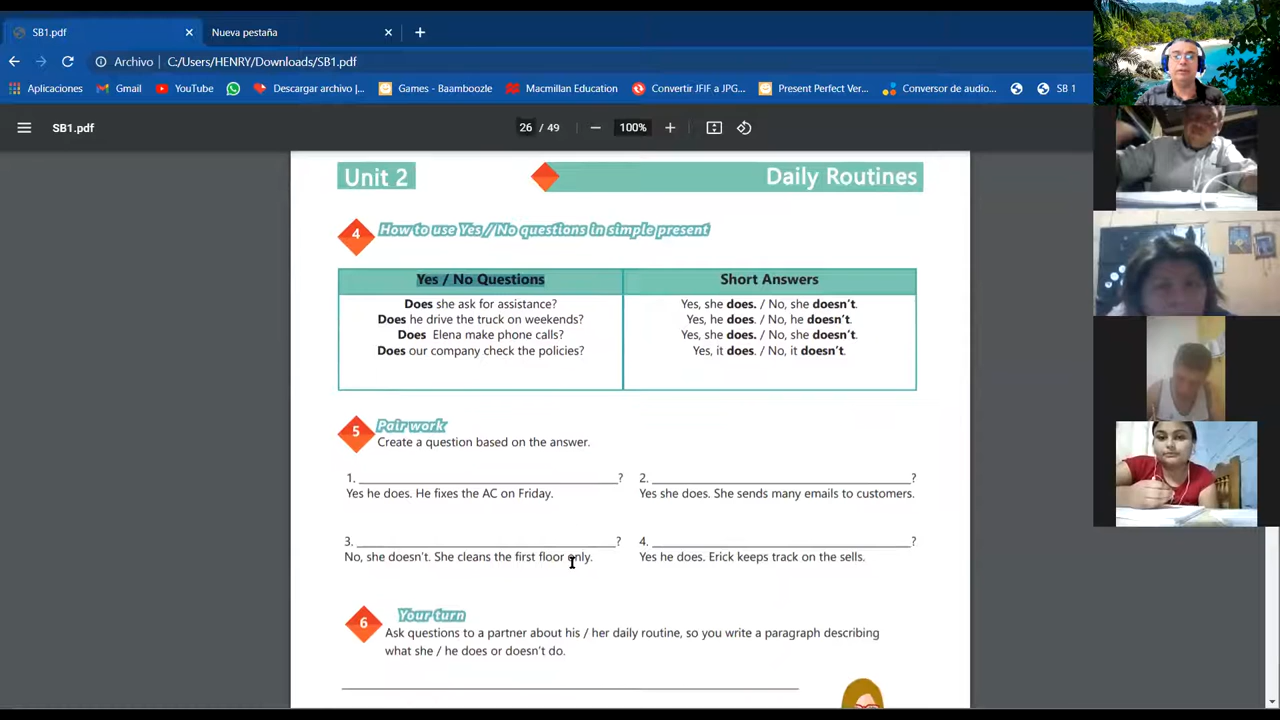 SB1.pdf
Nueva pestaña
Archivo C:/Users/HENRY/Downloads/SB1.pdf
Aplicaciones Gmail YouTube Descargar archivo |... Games - Baamboozle Macmillan Education Convertir JFIF a JPG... Present Perfect Ver... Conversor de audio... SB 1
SB1.pdf 26 / 49 100%
Unit 2 Daily Routines
4 How to use Yes / No questions in simple present
Yes / No Questions Short Answers
Does she ask for assistance? Yes, she does. / No, she doesn't.
Does he drive the truck on weekends? Yes, he does. / No, he doesn't.
Does Elena make phone calls? Yes, she does. / No, she doesn't.
Does our company check the policies? Yes, it does. / No, it doesn't.
5 Pair work
Create a question based on the answer.
1. ? 2. ?
Yes he does. He fixes the AC on Friday. Yes she does. She sends many emails to customers.
3. ? 4. ?
No, she doesn't. She cleans the first floor only. Yes he does. Erick keeps track on the sells.
6 Your turn
Ask questions to a partner about his / her daily routine, so you write a paragraph describing
what she / he does or doesn't do.